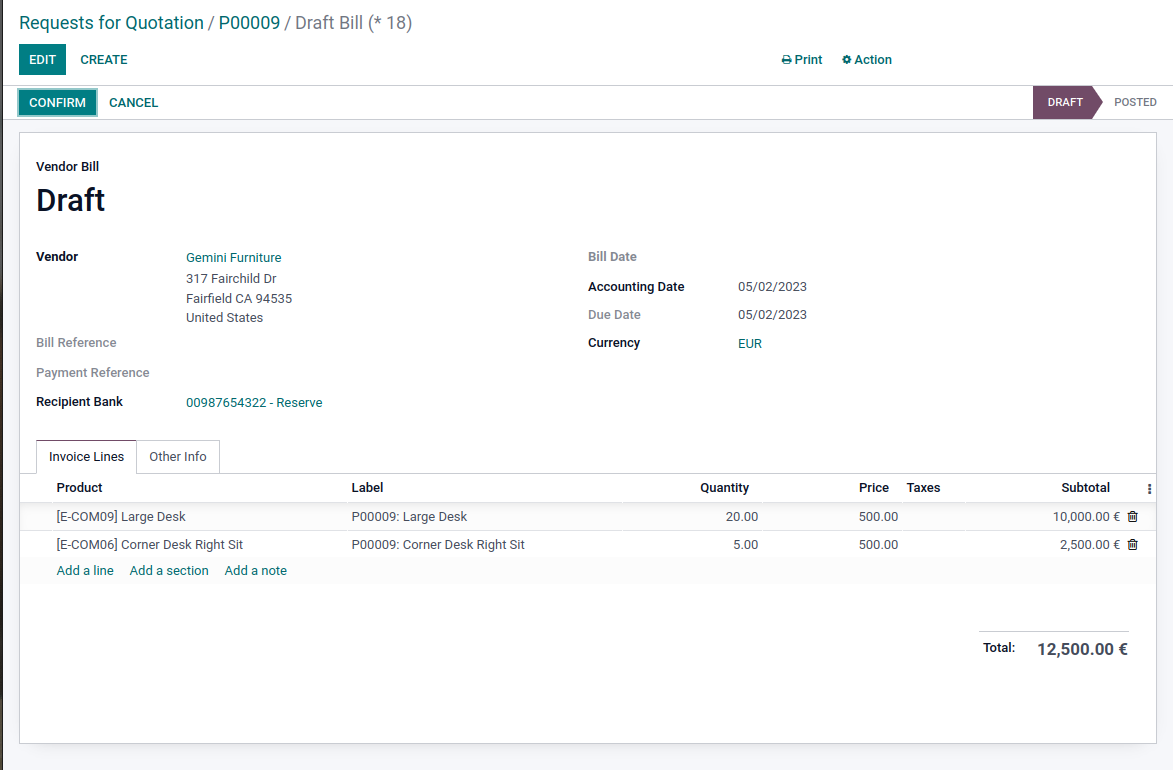 Requests for Quotation / P00009 / Draft Bill (* 18)
EDIT CREATE Print Action
CONFIRM CANCEL DRAFT POSTED
Vendor Bill
Draft
Vendor Gemini Furniture Bill Date
317 Fairchild Dr Accounting Date 05/02/2023
Fairfield CA 94535
United States Due Date 05/02/2023
Bill Reference Currency EUR
Payment Reference
Recipient Bank 00987654322 - Reserve
Invoice Lines Other Info
Product Label Quantity Price Taxes Subtotal
[E-COM09] Large Desk P00009: Large Desk 20.00 500.00 10,000.00 €
[E-COM06] Corner Desk Right Sit P00009: Corner Desk Right Sit 5.00 500.00 2,500.00 €
Add a line Add a section Add a note
Total: 12,500.00 €